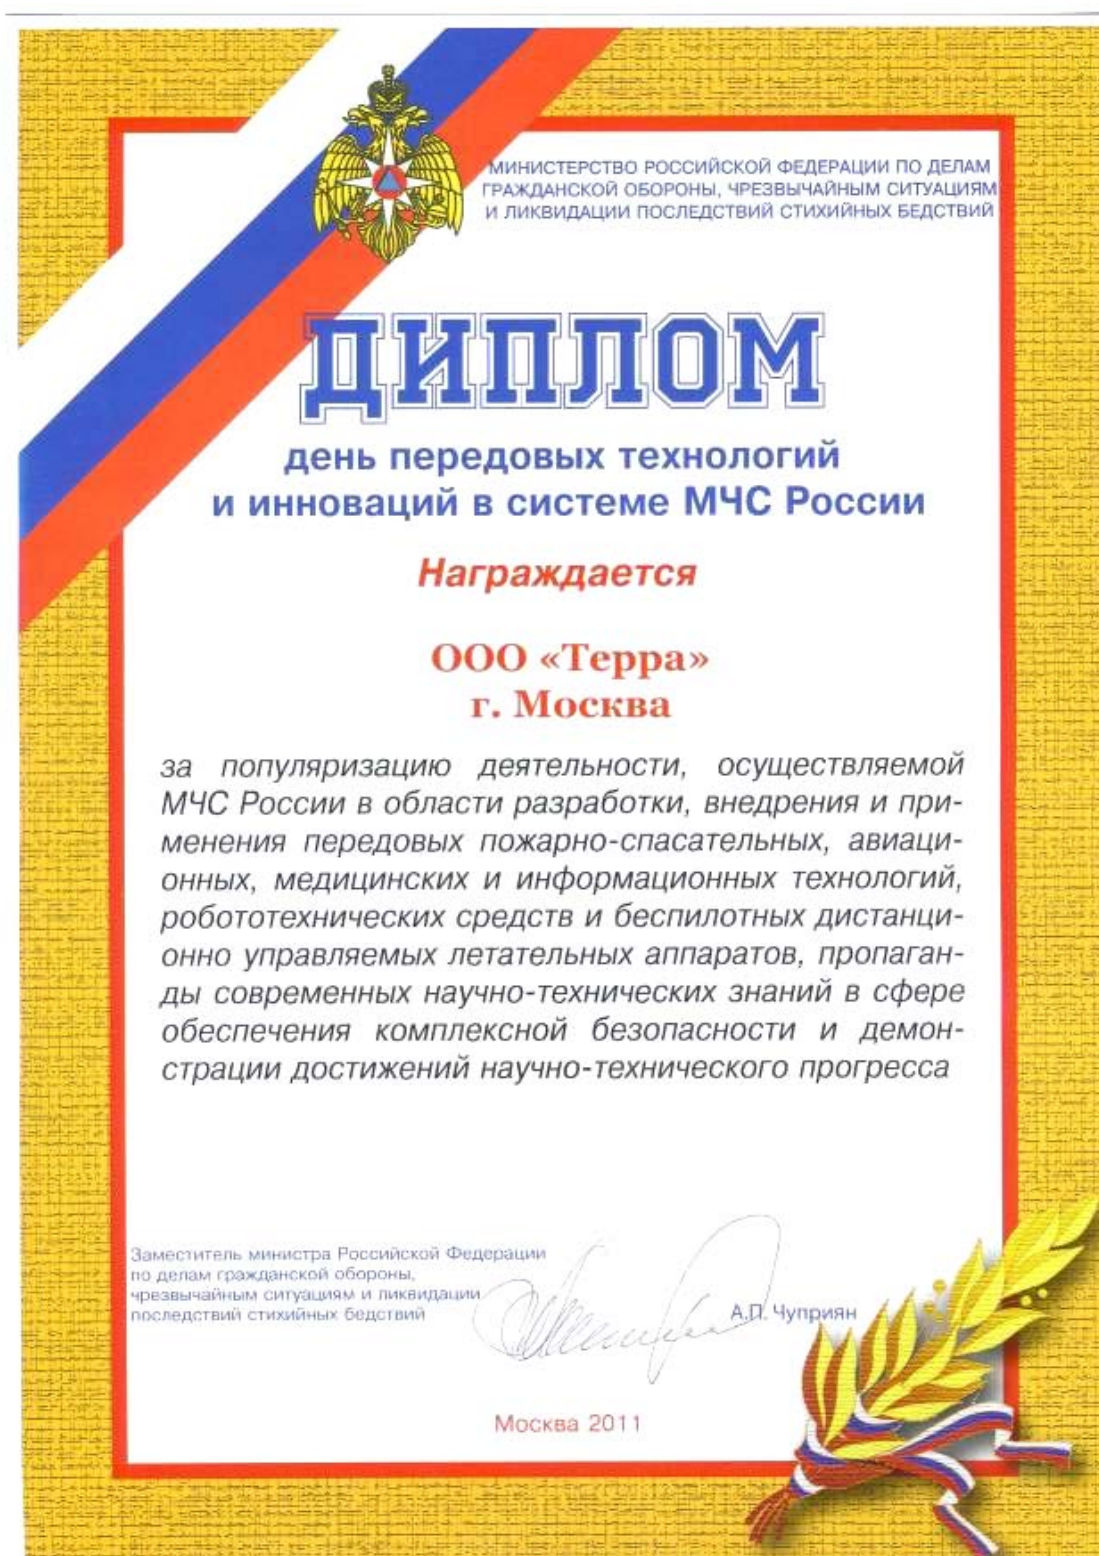 МИНИСТЕРСТВО РОССИЙСКОЙ ФЕДЕРАЦИИ ПО ДЕЛАМ
ГРАЖДАНСКОЙ ОБОРОНЫ, ЧРЕЗВЫЧАЙНЫМ СИТУАЦИЯМ
И ЛИКВИДАЦИИ ПОСЛЕДСТВИЙ СТИХИЙНЫХ БЕДСТВИЙ
ДИПЛОМ
день передовых технологий
и инноваций в системе МЧС России
Награждается
ООО «Терра»
г. Москва
за популяризацию деятельности, осуществляемой
МЧС России в области разработки, внедрения и при-
менения передовых пожарно-спасательных, авиаци-
онных, медицинских и информационных технологий,
робототехнических средств и беспилотных дистанци-
онно управляемых летательных аппаратов, пропаган-
ды современных научно-технических знаний в сфере
обеспечения комплексной безопасности и демон-
страции достижений научно-технического прогресса
Заместитель министра Российской Федерации
по делам гражданской обороны,
чрезвычайным ситуациям и ликвидации
последствий стихийных бедствий
А.П. Чуприян
Москва 2011